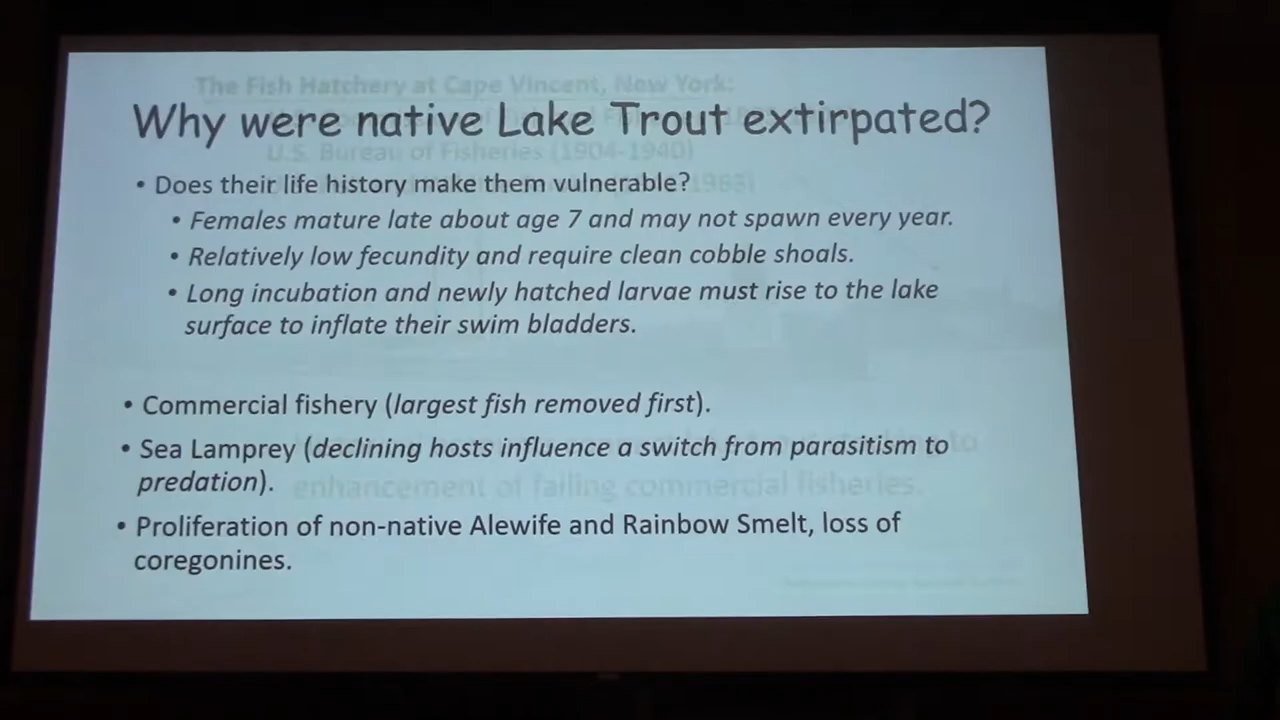 The Fish Hatchery at Cape Vincent, New York:
Why were native Lake Trout extirpated?
U.S. Bureau of Fisheries (1904-1940)
• Does their life history make them vulnerable?
• Females mature late about age 7 and may not spawn every year.
• Relatively low fecundity and require clean cobble shoals.
• Long incubation and newly hatched larvae must rise to the lake
surface to inflate their swim bladders.
• Commercial fishery (largest fish removed first).
• Sea Lamprey (declining hosts influence a switch from parasitism to
predation).
enhancement of failing commercial fisheries.
• Proliferation of non-native Alewife and Rainbow Smelt, loss of
coregonines.